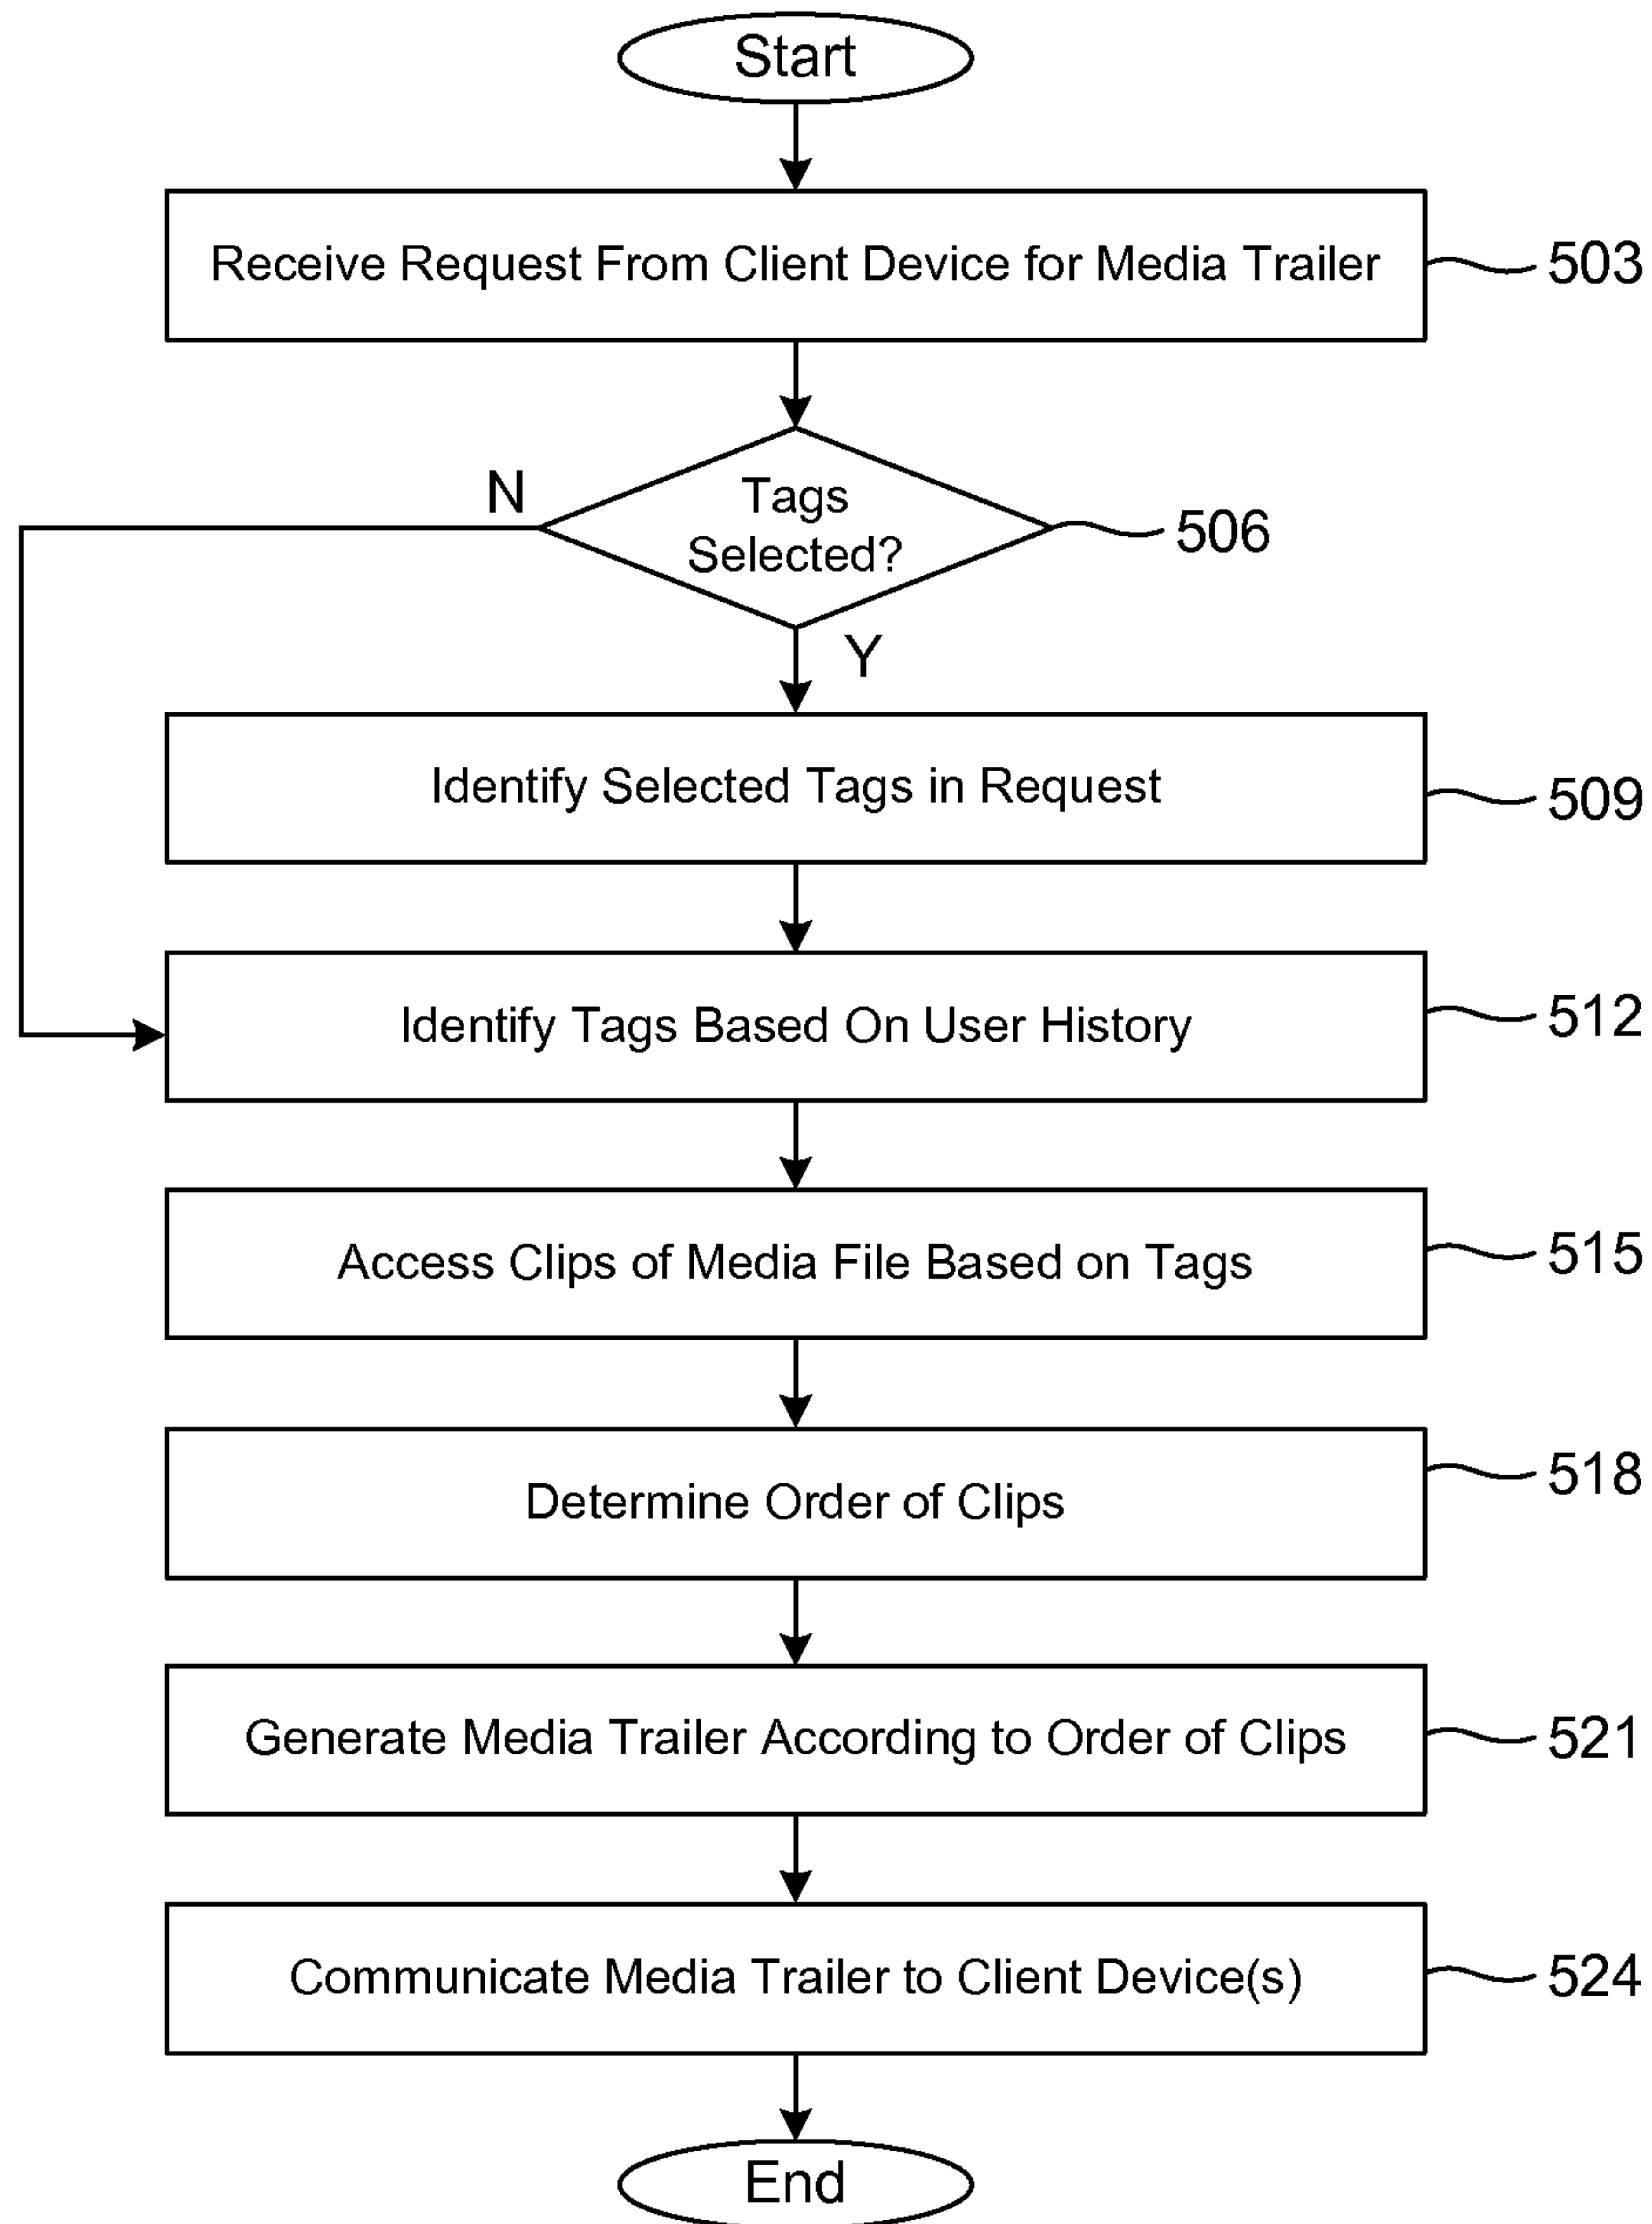 Start
Receive Request From Client Device for Media Trailer
503
N
Tags
Selected?
506
Y
Identify Selected Tags in Request
509
Identify Tags Based On User History
512
Access Clips of Media File Based on Tags
515
Determine Order of Clips
518
Generate Media Trailer According to Order of Clips
521
Communicate Media Trailer to Client Device(s)
524
End